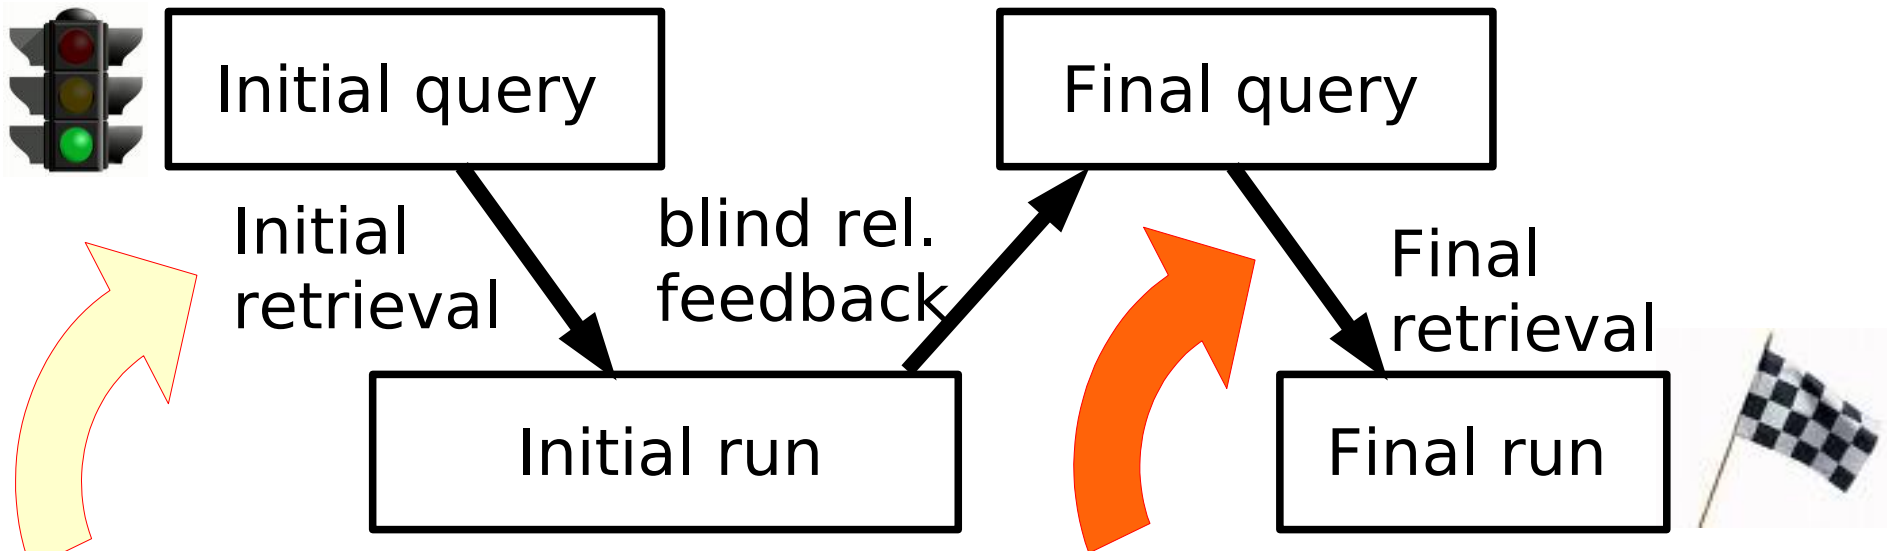 Initial query
Final query
Initial
retrieval
blind rel.
feedback
Final
retrieval
Initial run
Final run